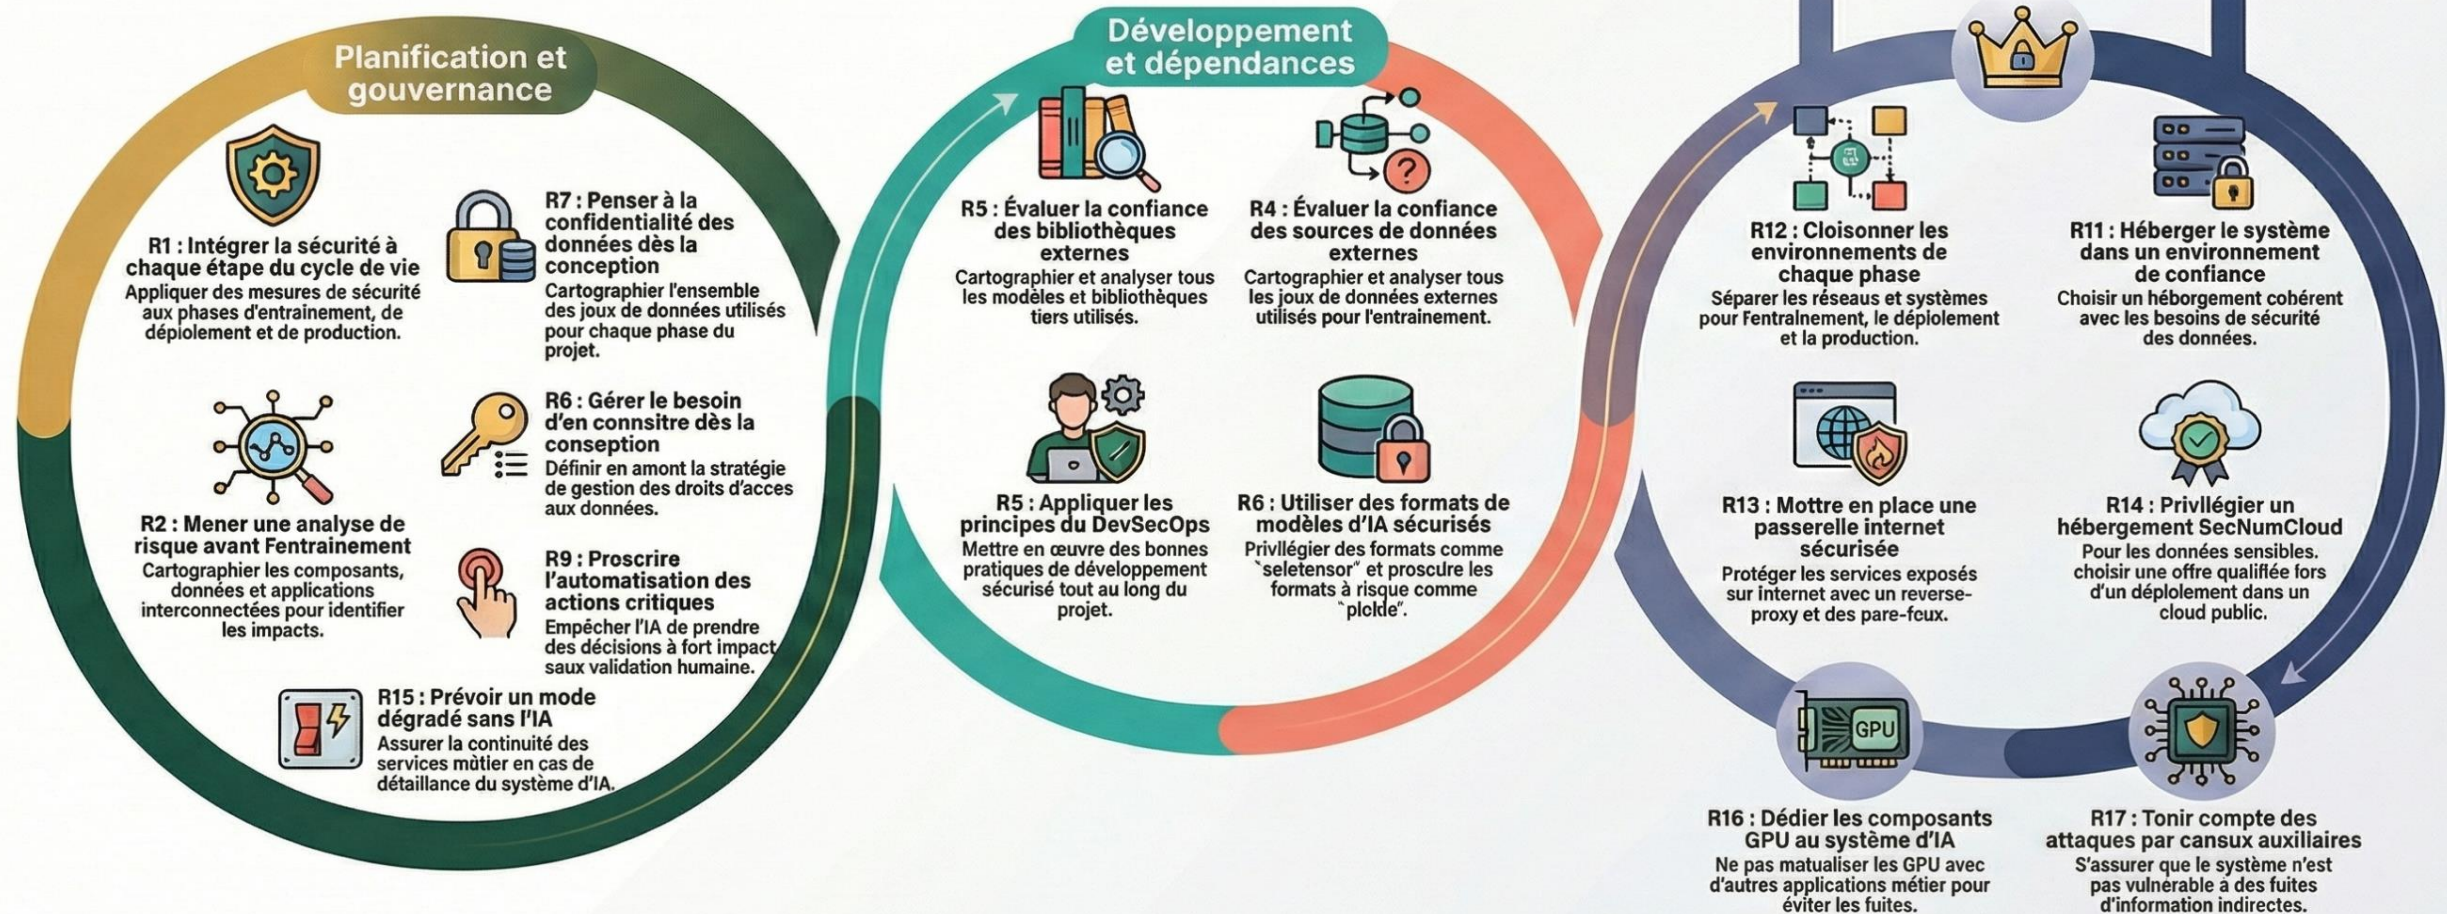 Planification et
gouvernance
R1 : Intégrer la sécurité à
chaque étape du cycle de vie
Appliquer des mesures de sécurité
aux phases d'entrainement, de
dépiolement et de production.
R7 : Penser à la
confidentialité des
données dès la
conception
Cartographier l'ensemble
des joux de données utilisés
pour chaque phase du
projet.
R2 : Mener une analyse de
risque avant Fentrainement
Cartographier les composants,
données et applications
interconnectées pour identifier
les impacts.
R6 : Gérer le besoin
d'en connsitre dès la
conseption
Définir en amont la stratégie
de gestion des droits d'acces
aux données.
R9 : Proscrire
l'automatisation des
actions critiques
Empêcher l'IA de prendre
des décisions à fort impact
saux validation humaine.
R15 : Prévoir un mode
dégradé sans l'IA
Assurer la continuité des
services màtier en cas de
détaillance du système d'IA.
Développement
et dépendances
R5 : Évaluer la confiance
des bibliothèques
externes
Cartographier et analyser tous
les modèles et bibliothèques
tiers utilisés.
R4 : Évaluer la confiance
des sources de données
externes
Cartographier et analyser tous
les joux de données externes
utilisés pour l'entrainement.
R5 : Appliquer les
principes du DevSecOps
Mettre en œuvre des bonnes
pratiques de développement
sécurisé tout au long du
projet.
R6 : Utiliser des formats de
modèles d'IA sécurisés
Privllégier des formats comme
"seletensor" et proscure les
formats à risque comme
"plclde".
R12 : Cloisonner les
environnements de
chaque phase
Séparer les réseaus et systèmes
pour Fentralnement, le dépiolement
et la production.
R11 : Héberger le système
dans un environnement
de confiance
Choisir un héborgement cobérent
avec les besoins de sécurité
des données.
R13 : Mottre en place une
passerelle internet
sécurisée
Protéger les services exposés
sur internet avec un reverse-
proxy et des pare-fcux.
R14 : Privllégier un
hébergement SecNumCloud
Pour les données sensibles.
choisir une offre qualifiée fors
d'un déplolement dans un
cloud public.
GPU
R16 : Dédier les composants
GPU au système d'IA
Ne pas matualiser les GPU avec
d'autres applications métier pour
éviter les fuites.
R17 : Tonir compte des
attaques par cansux auxiliaires
S'assurer que le système n'est
pas vulnérable à des fuites
d'information indirectes.